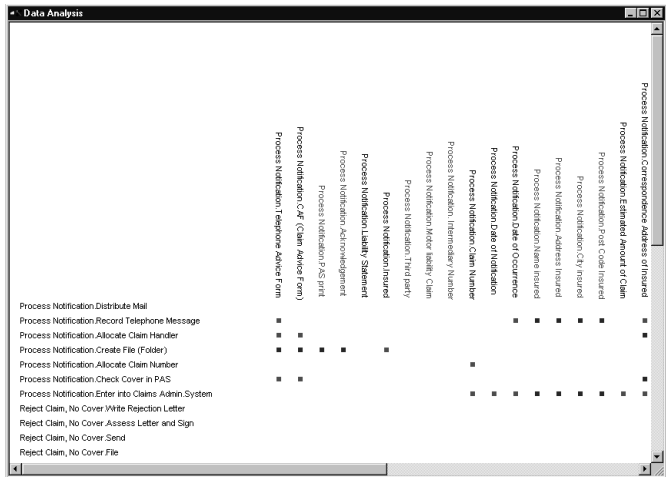 Data Analysis
Process Notification.Telephone Advice Form
Process Notification.CAF (Claim Advice Form)
Process Notification.PAS print
Process Notification.Acknowledgement
Process Notification.Liability Statement
Process Notification.Insured
Process Notification.Third party
Process Notification.Motor liability Claim
Process Notification. Intermediary Number
Process Notification.Claim Number
Process Notification.Date of Notification
Process Notification.Date of Occurrence
Process Notification.Name insured
Process Notification. Address Insured
Process Notification.City insured
Process Notification.Post Code Insured
Process Notification.Estimated Amount of Claim
Process Notification.Correspondence Address of Insured
Process Notification.Distribute Mail
Process Notification.Record Telephone Message
Process Notification.Allocate Claim Handler
Process Notification.Create File (Folder)
Process Notification.Allocate Claim Number
Process Notification.Check Cover in PAS
Process Notification.Enter into Claims Admin.System
Reject Claim, No Cover.Write Rejection Letter
Reject Claim, No Cover.Assess Letter and Sign
Reject Claim, No Cover.Send
Reject Claim, No Cover.File